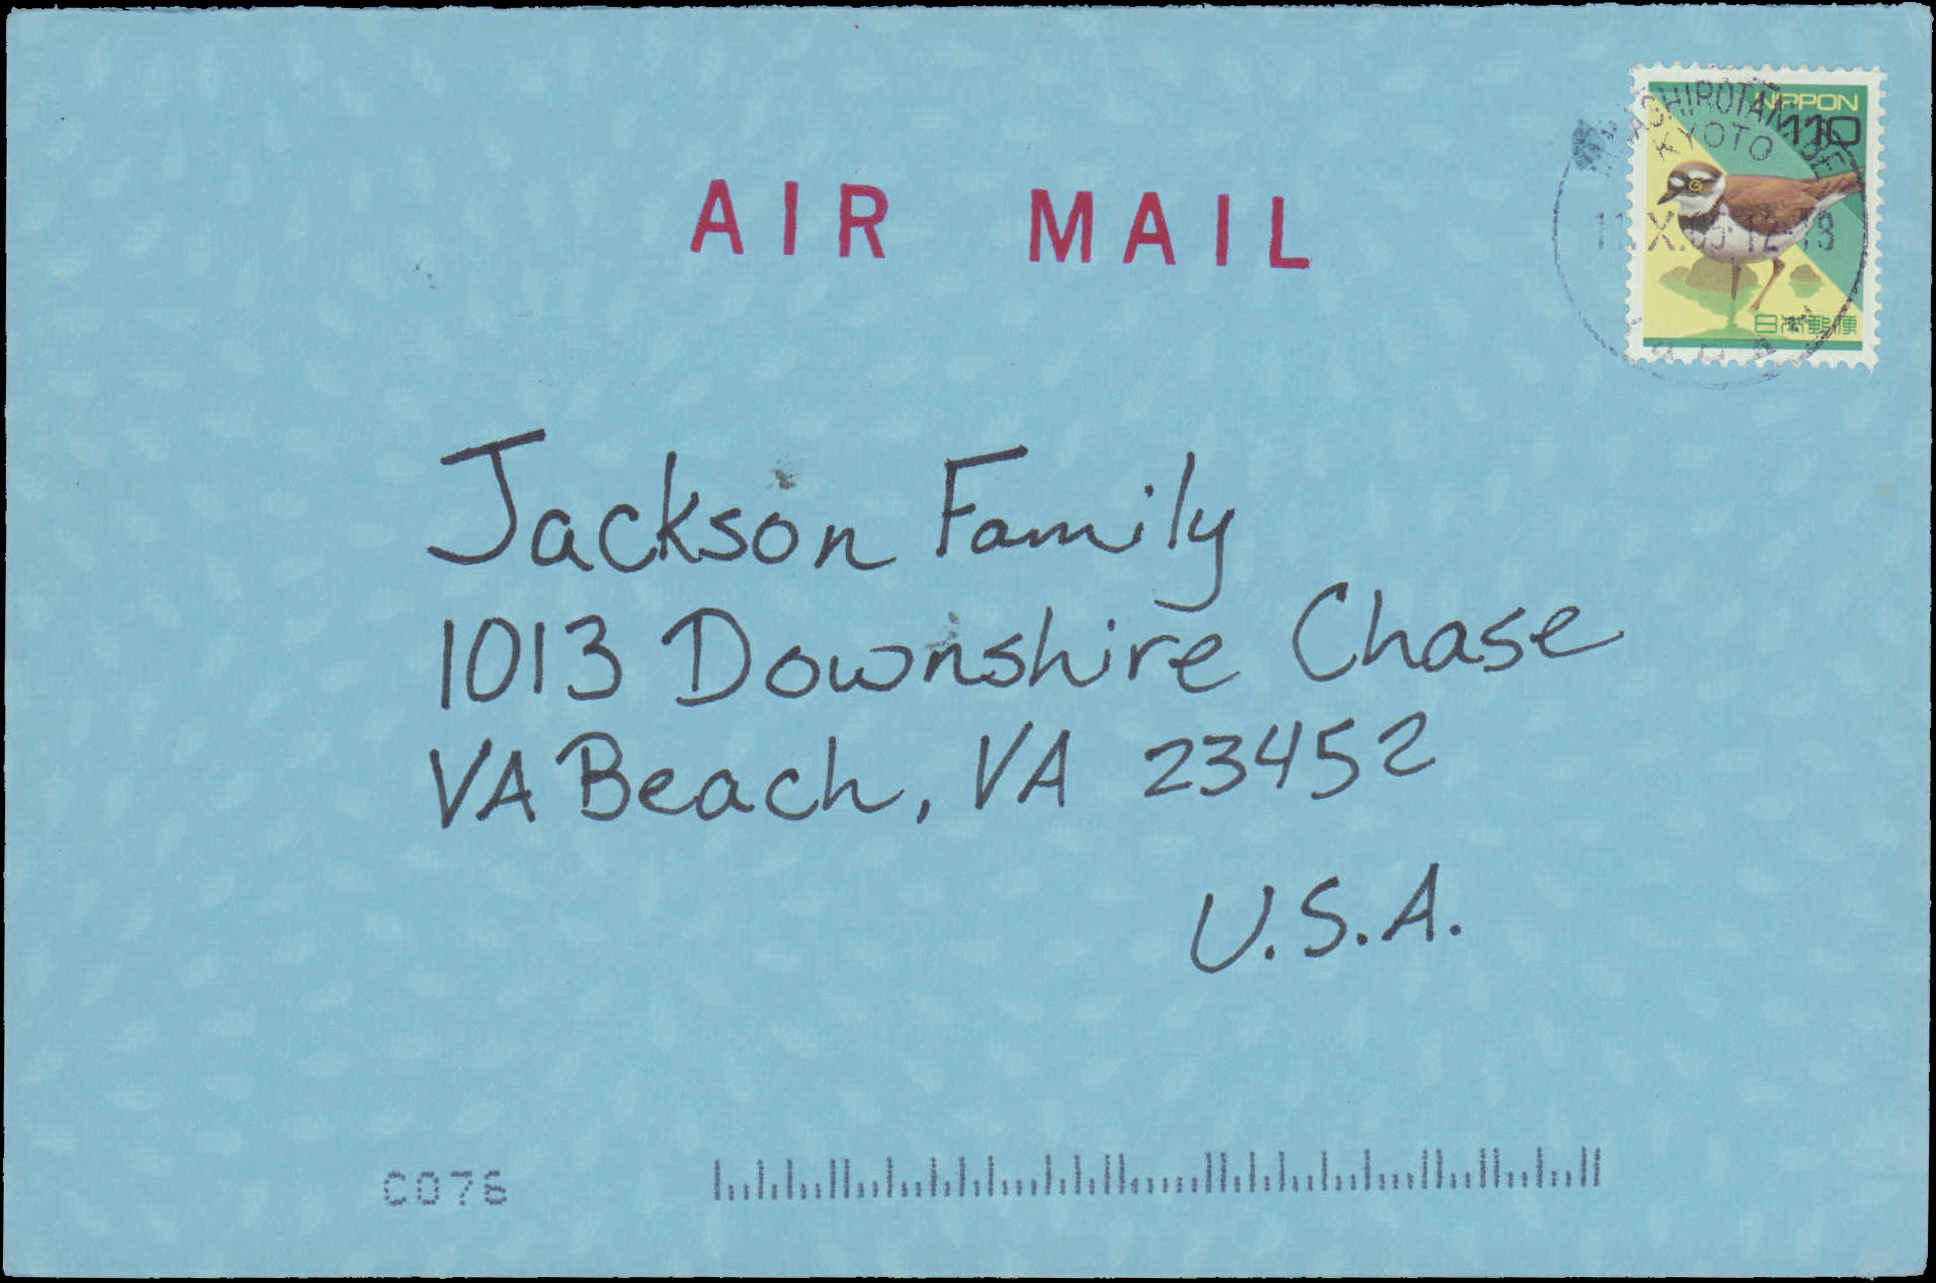 AIR MAIL
NIPPON
110
KYOTO
日本郵便
Jackson Family
1013 Downshire Chase
VA Beach, VA 23452
U.S.A.
C076